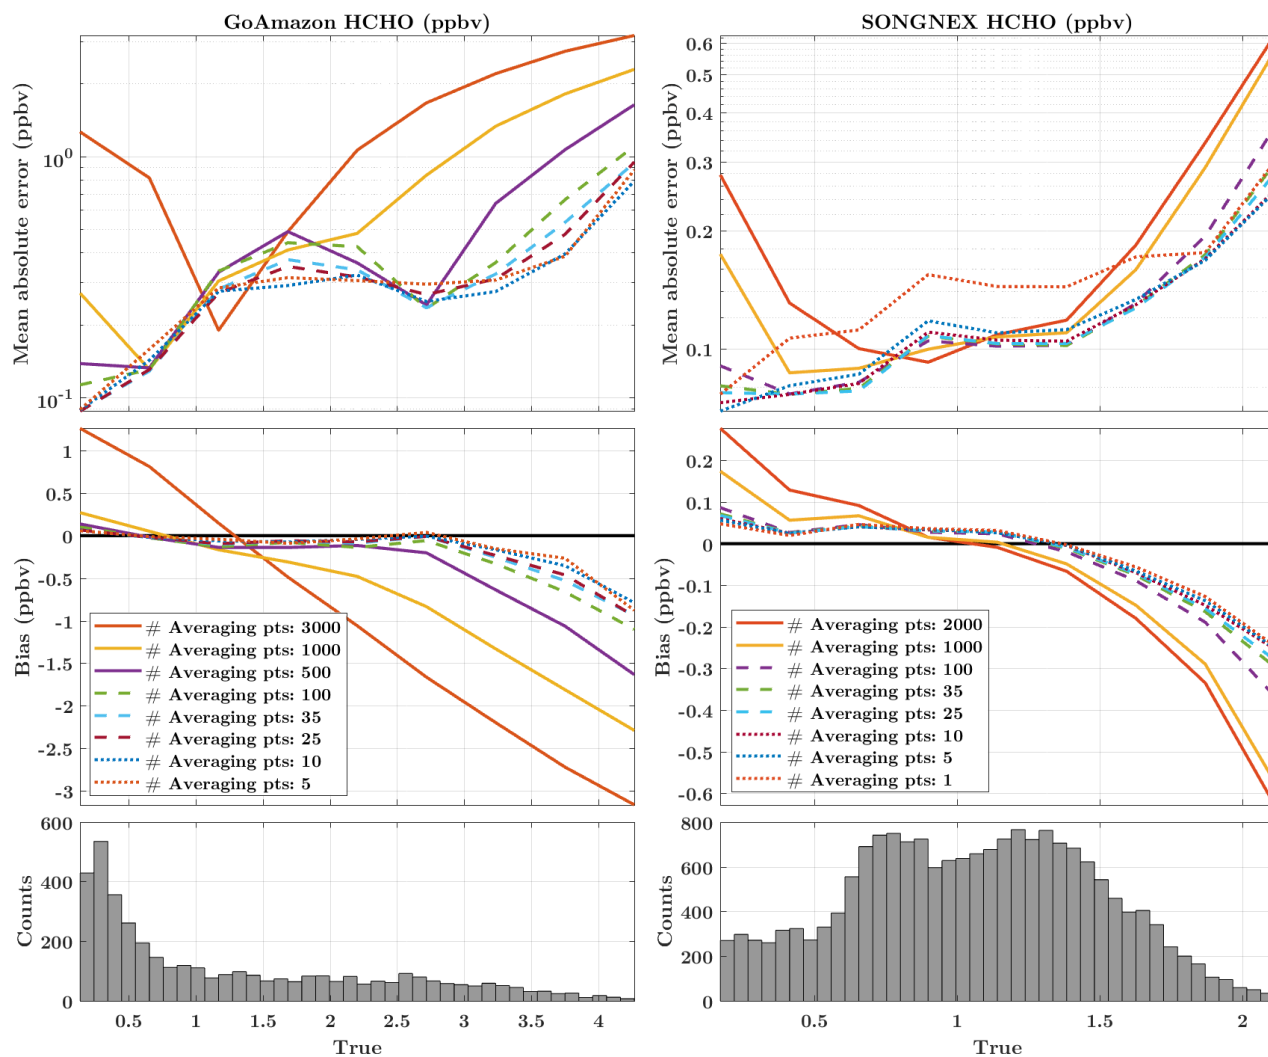 GoAmazon HCHO (ppbv)
Mean absolute error (ppbv)
10⁰
10⁻¹
Bias (ppbv)
1
0.5
0
-0.5
-1
-1.5
-2
-2.5
-3
# Averaging pts: 3000
# Averaging pts: 1000
# Averaging pts: 500
# Averaging pts: 100
# Averaging pts: 35
# Averaging pts: 25
# Averaging pts: 10
# Averaging pts: 5
Counts
600
400
200
0
0.5 1 1.5 2 2.5 3 3.5 4
True
SONGNEX HCHO (ppbv)
Mean absolute error (ppbv)
0.6
0.5
0.4
0.3
0.2
0.1
Bias (ppbv)
0.2
0.1
0
-0.1
-0.2
-0.3
-0.4
-0.5
-0.6
# Averaging pts: 2000
# Averaging pts: 1000
# Averaging pts: 100
# Averaging pts: 35
# Averaging pts: 25
# Averaging pts: 10
# Averaging pts: 5
# Averaging pts: 1
Counts
800
600
400
200
0
0.5 1 1.5 2
True